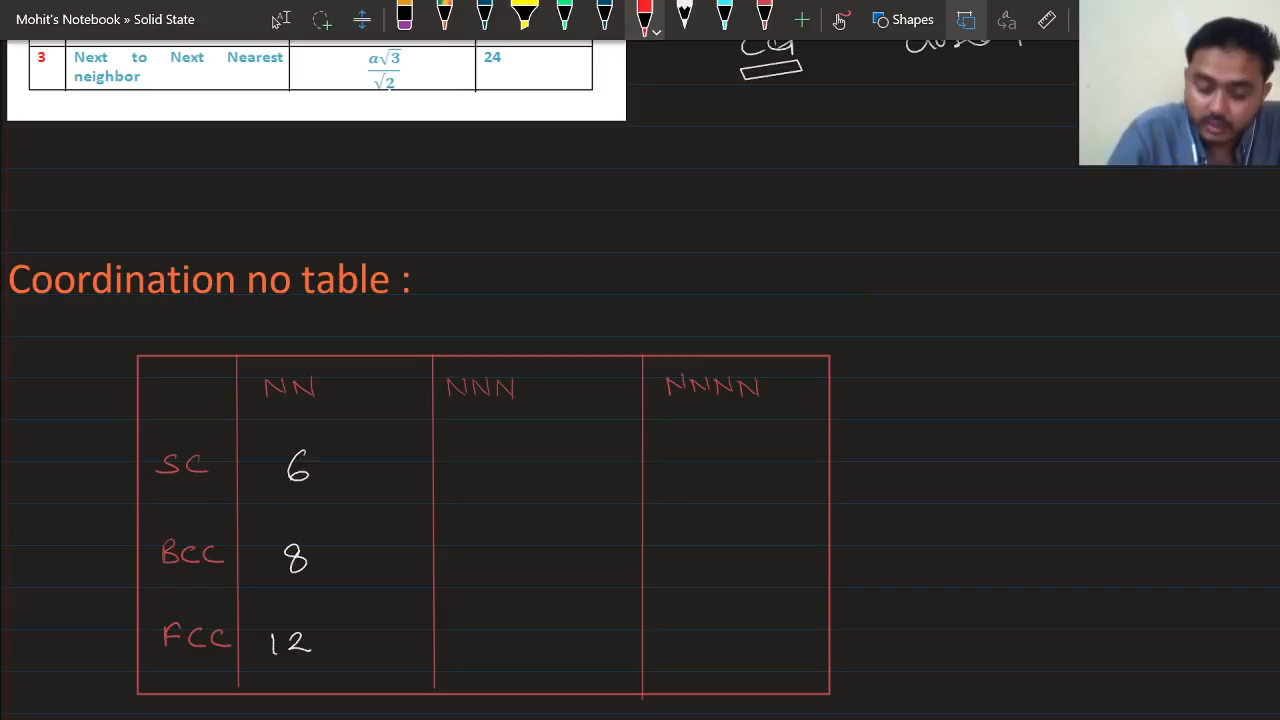 Mohit's Notebook » Solid State
Shapes
3 Next to Next Nearest neighbor a√3/√2 24
Coordination no table :
NN NNN NNNN
SC 6
BCC 8
FCC 12